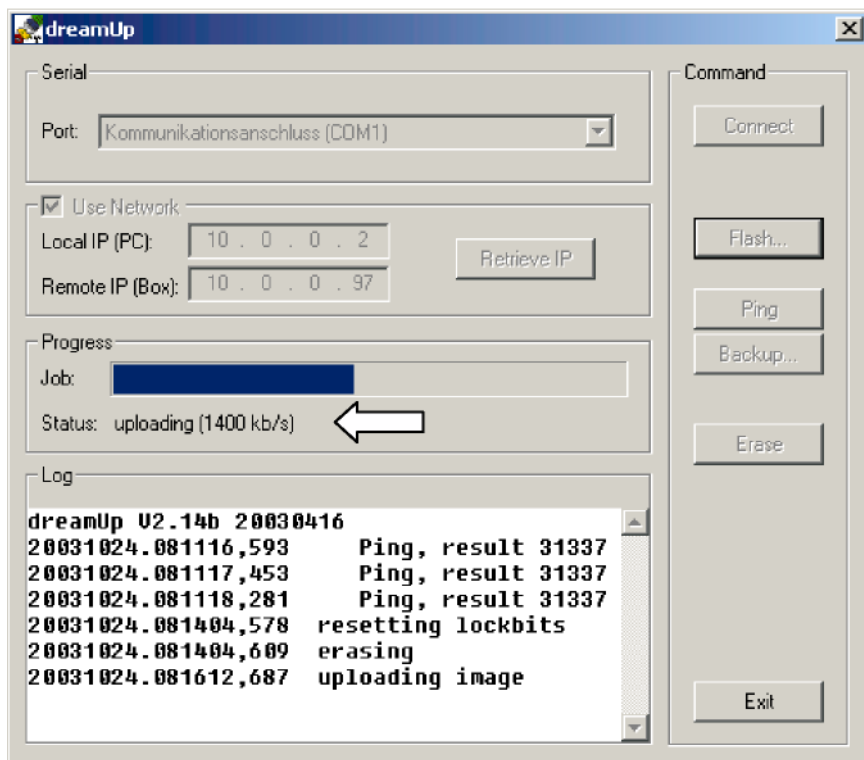 dreamUp
Serial
Port: Kommunikationsanschluss (COM1)
Use Network
Local IP (PC): 10 . 0 . 0 . 2
Remote IP (Box): 10 . 0 . 0 . 97
Retrieve IP
Progress
Job:
Status: uploading (1400 kb/s)
Log
dreamUp V2.14b 20030416
20031024.081116,593 Ping, result 31337
20031024.081117,453 Ping, result 31337
20031024.081118,281 Ping, result 31337
20031024.081404,578 resetting lockbits
20031024.081404,609 erasing
20031024.081612,687 uploading image
Command
Connect
Flash...
Ping
Backup...
Erase
Exit